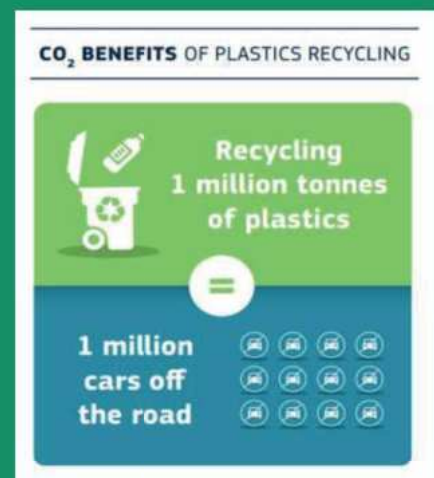 CO₂ BENEFITS OF PLASTICS RECYCLING
Recycling
1 million tonnes
of plastics
=
1 million
cars off
the road